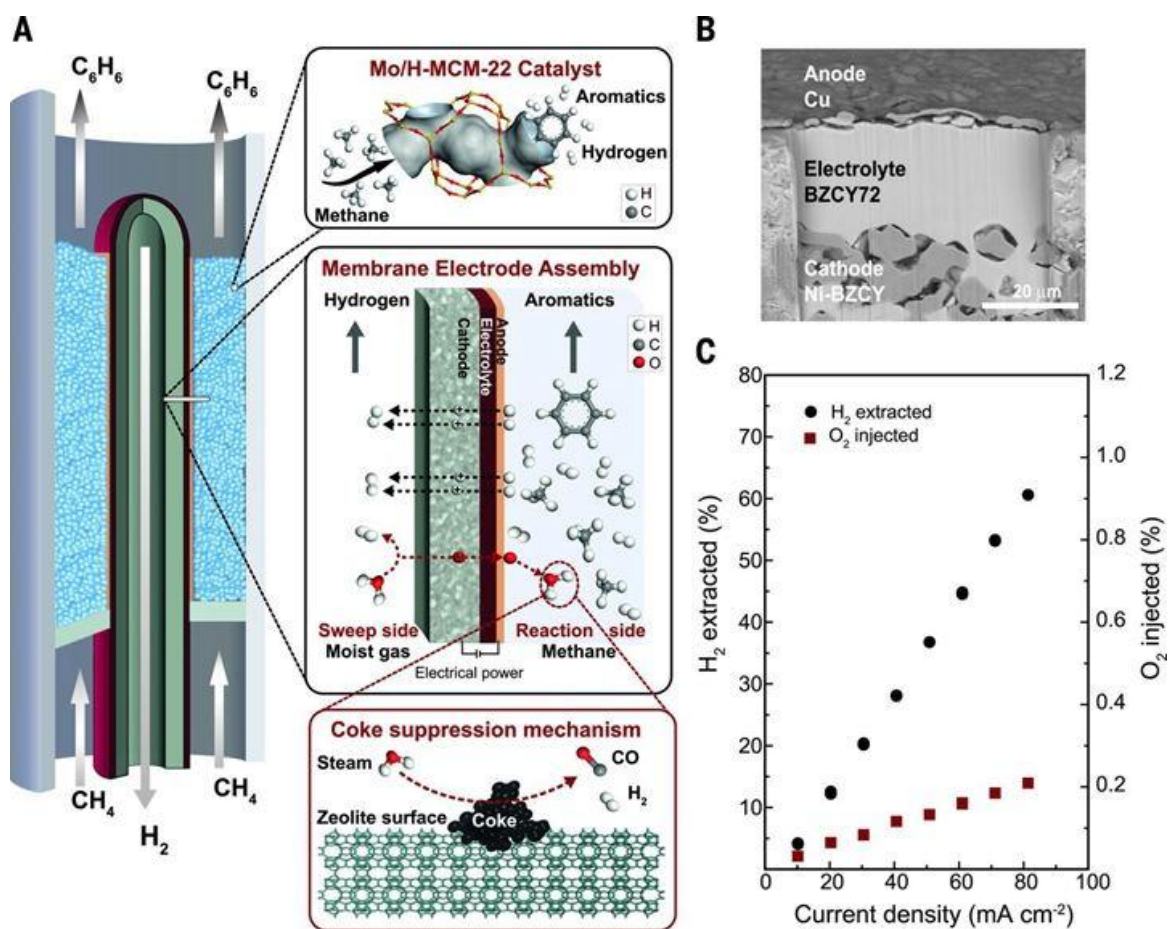 A
C6H6
C6H6
CH4
CH4
H2
Mo/H-MCM-22 Catalyst
Aromatics
Hydrogen
Methane
H
C
Membrane Electrode Assembly
Hydrogen
Aromatics
Cathode
Electrolyte
Anode
H
C
O
+
+
Sweep side
Moist gas
Reaction side
Methane
Electrical power
Coke suppression mechanism
Steam
CO
H2
Zeolite surface
Coke
B
Anode
Cu
Electrolyte
BZCY72
Cathode
Ni-BZCY
20 μm
C
H2 extracted (%)
80
70
60
50
40
30
20
10
H2 extracted
O2 injected
1.2
1.0
0.8
0.6
0.4
0.2
O2 injected (%)
0 20 40 60 80 100
Current density (mA cm-2)